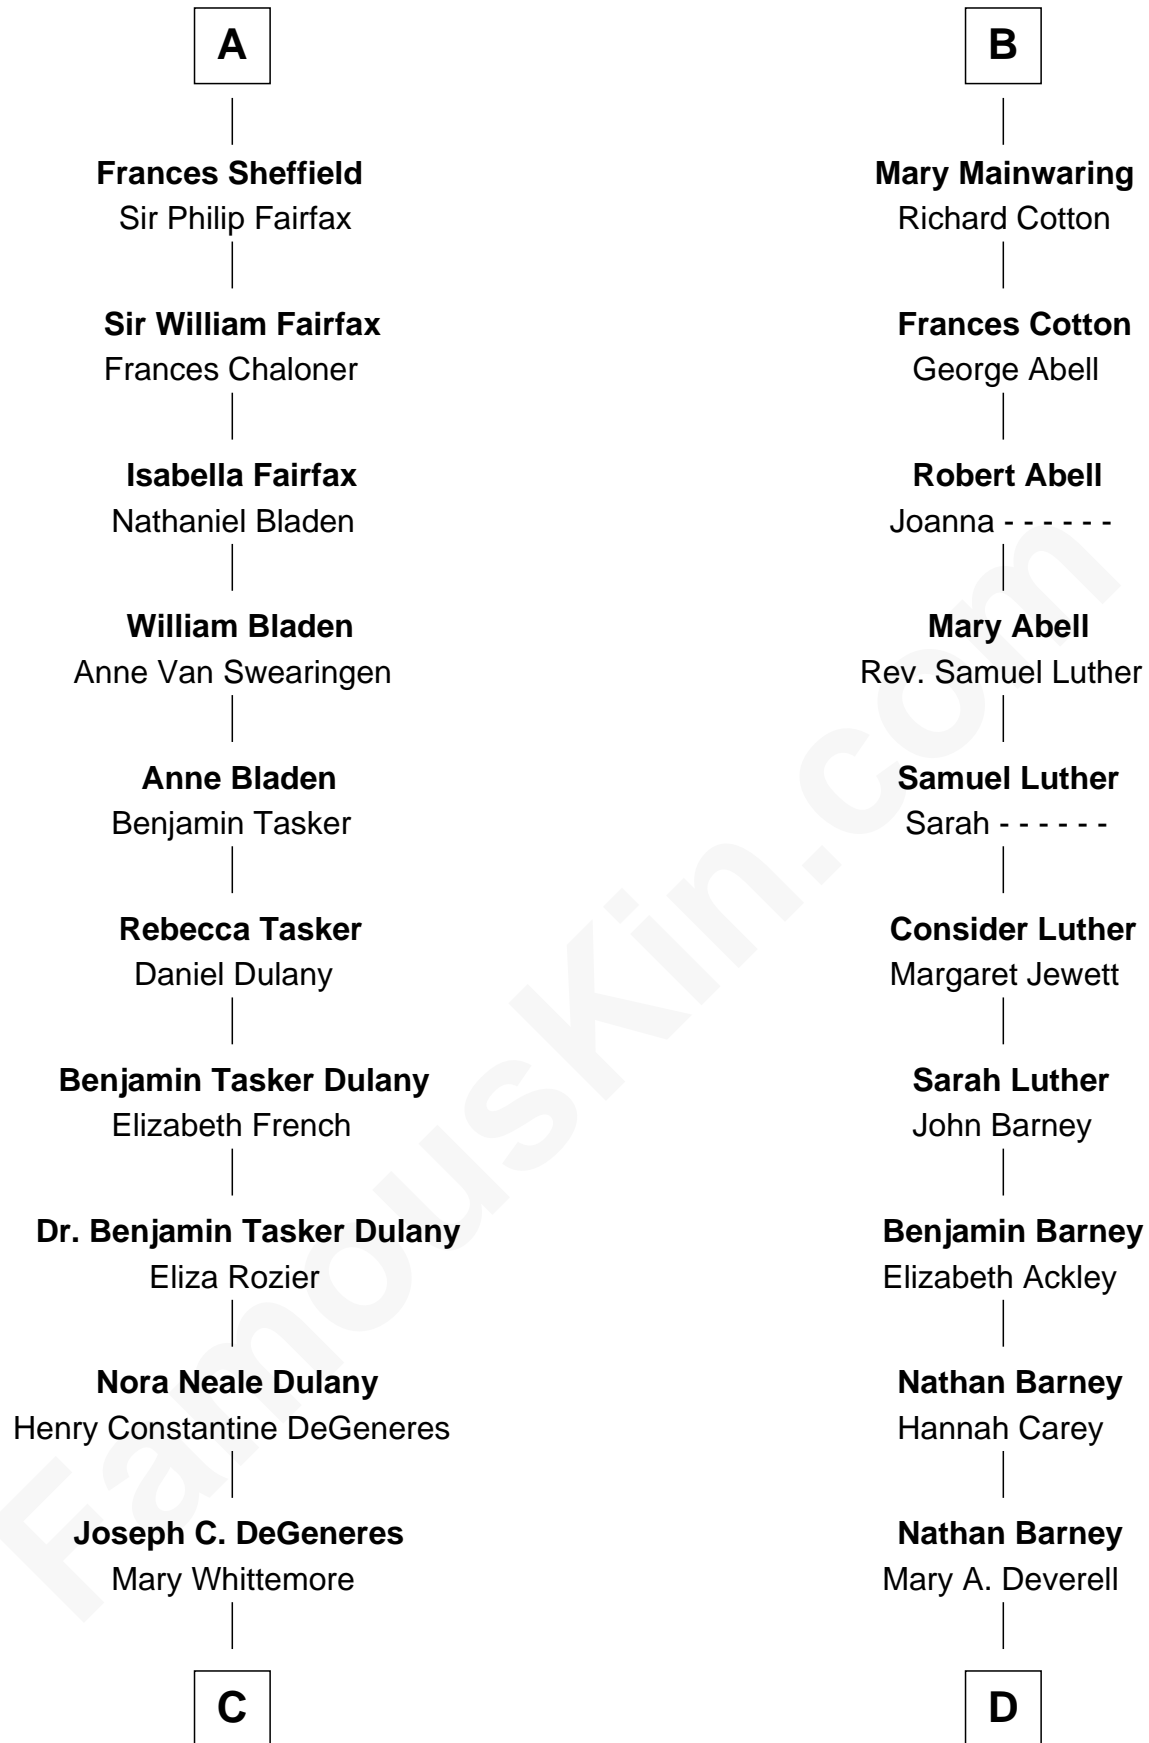 A
Frances Sheffield
Sir Philip Fairfax
Sir William Fairfax
Frances Chaloner
Isabella Fairfax
Nathaniel Bladen
William Bladen
Anne Van Swearingen
Anne Bladen
Benjamin Tasker
Rebecca Tasker
Daniel Dulany
Benjamin Tasker Dulany
Elizabeth French
Dr. Benjamin Tasker Dulany
Eliza Rozier
Nora Neale Dulany
Henry Constantine DeGeneres
Joseph C. DeGeneres
Mary Whittemore
C
B
Mary Mainwaring
Richard Cotton
Frances Cotton
George Abell
Robert Abell
Joanna - - - - - -
Mary Abell
Rev. Samuel Luther
Samuel Luther
Sarah - - - - - -
Consider Luther
Margaret Jewett
Sarah Luther
John Barney
Benjamin Barney
Elizabeth Ackley
Nathan Barney
Hannah Carey
Nathan Barney
Mary A. Deverell
D
FamousKin.com